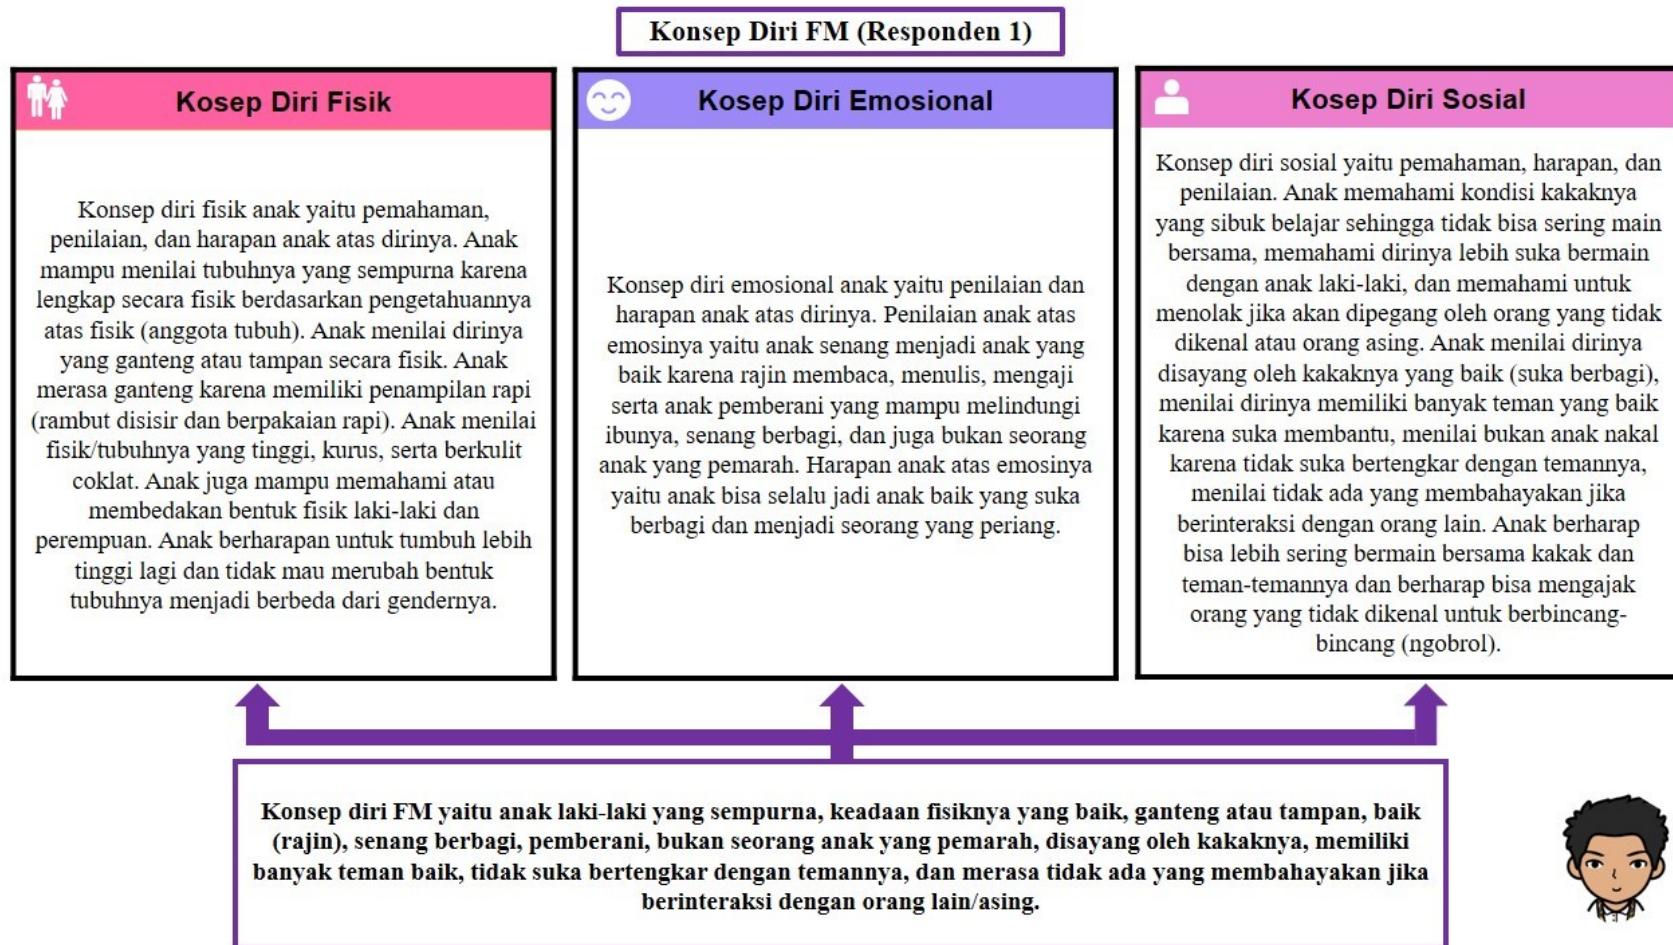 Konsep Diri FM (Responden 1)
Kosep Diri Fisik
Konsep diri fisik anak yaitu pemahaman,
penilaian, dan harapan anak atas dirinya. Anak
mampu menilai tubuhnya yang sempurna karena
lengkap secara fisik berdasarkan pengetahuannya
atas fisik (anggota tubuh). Anak menilai dirinya
yang ganteng atau tampan secara fisik. Anak
merasa ganteng karena memiliki penampilan rapi
(rambut disisir dan berpakaian rapi). Anak menilai
fisik/tubuhnya yang tinggi, kurus, serta berkulit
coklat. Anak juga mampu memahami atau
membedakan bentuk fisik laki-laki dan
perempuan. Anak berharapan untuk tumbuh lebih
tinggi lagi dan tidak mau merubah bentuk
tubuhnya menjadi berbeda dari gendernya.
Kosep Diri Emosional
Konsep diri emosional anak yaitu penilaian dan
harapan anak atas dirinya. Penilaian anak atas
emosinya yaitu anak senang menjadi anak yang
baik karena rajin membaca, menulis, mengaji
serta anak pemberani yang mampu melindungi
ibunya, senang berbagi, dan juga bukan seorang
anak yang pemarah. Harapan anak atas emosinya
yaitu anak bisa selalu jadi anak baik yang suka
berbagi dan menjadi seorang yang periang.
Kosep Diri Sosial
Konsep diri sosial yaitu pemahaman, harapan, dan
penilaian. Anak memahami kondisi kakaknya
yang sibuk belajar sehingga tidak bisa sering main
bersama, memahami dirinya lebih suka bermain
dengan anak laki-laki, dan memahami untuk
menolak jika akan dipegang oleh orang yang tidak
dikenal atau orang asing. Anak menilai dirinya
disayang oleh kakaknya yang baik (suka berbagi),
menilai dirinya memiliki banyak teman yang baik
karena suka membantu, menilai bukan anak nakal
karena tidak suka bertengkar dengan temannya,
menilai tidak ada yang membahayakan jika
berinteraksi dengan orang lain. Anak berharap
bisa lebih sering bermain bersama kakak dan
teman-temannya dan berharap bisa mengajak
orang yang tidak dikenal untuk berbincang-
bincang (ngobrol).
Konsep diri FM yaitu anak laki-laki yang sempurna, keadaan fisiknya yang baik, ganteng atau tampan, baik
(rajin), senang berbagi, pemberani, bukan seorang anak yang pemarah, disayang oleh kakaknya, memiliki
banyak teman baik, tidak suka bertengkar dengan temannya, dan merasa tidak ada yang membahayakan jika
berinteraksi dengan orang lain/asing.